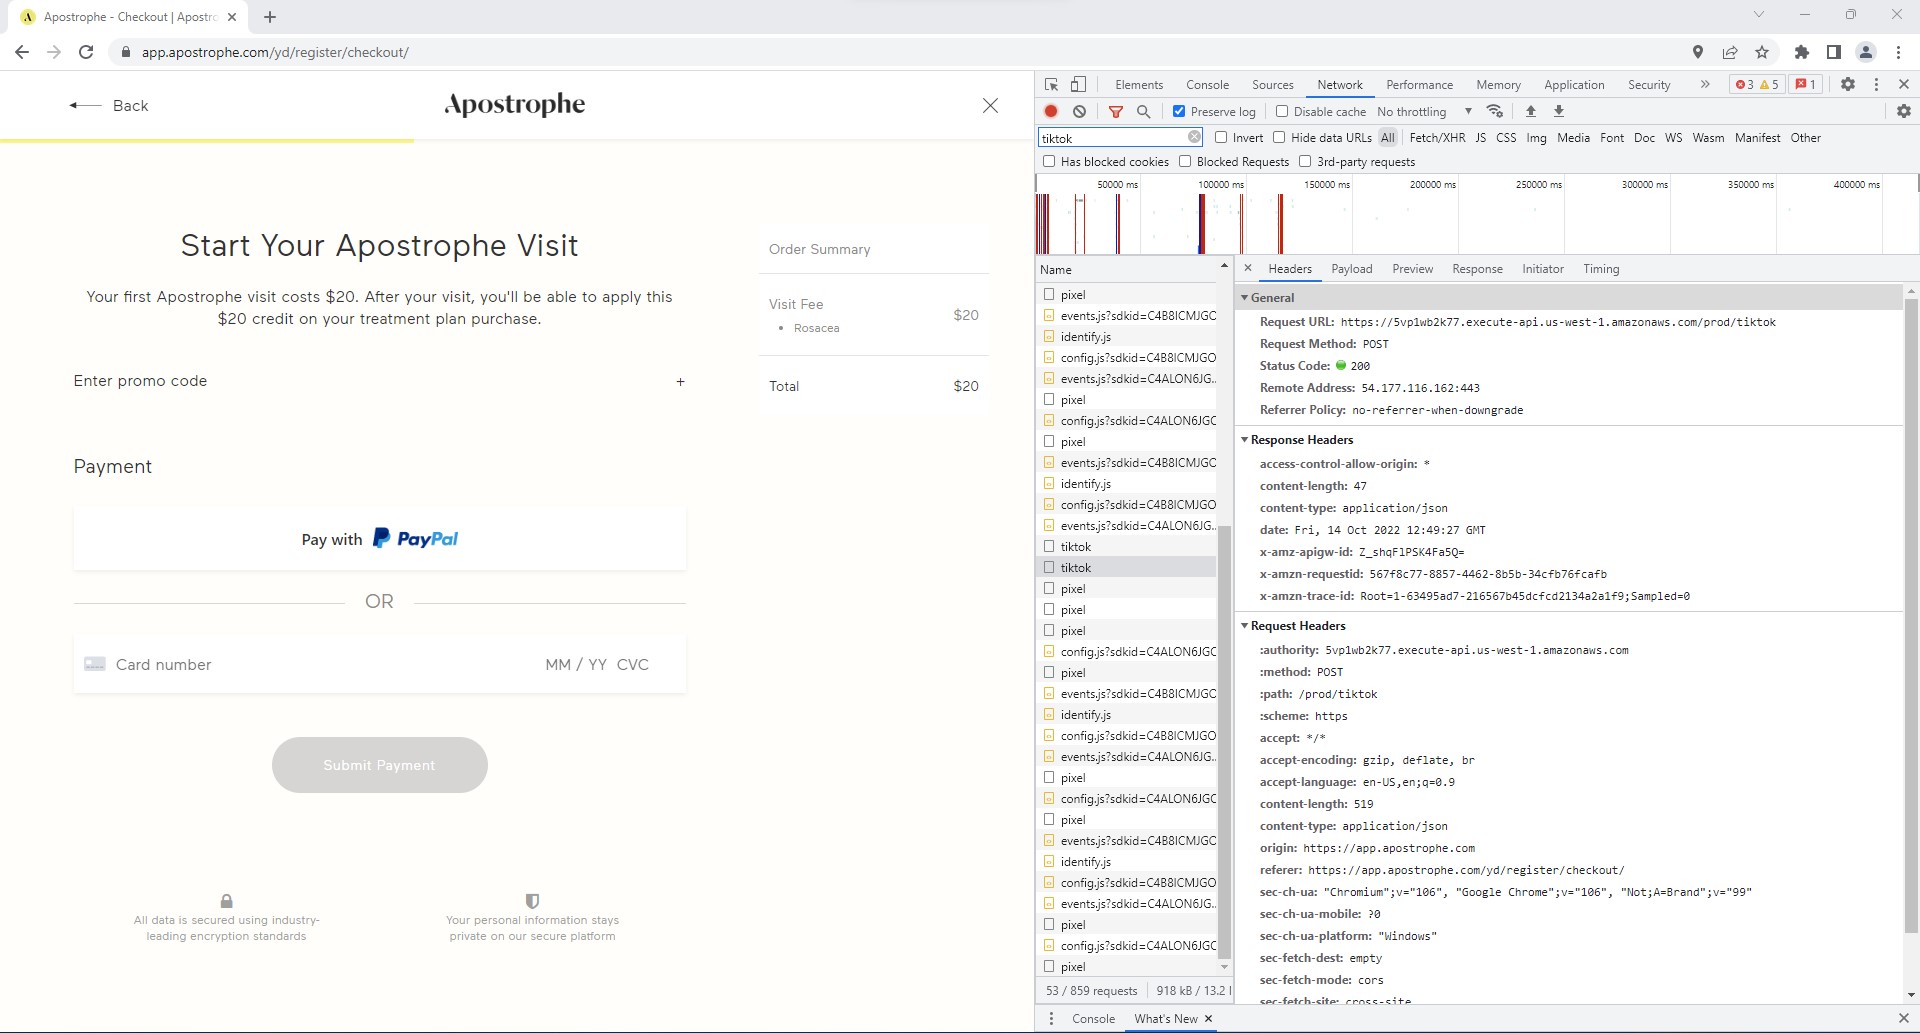 Apostrophe - Checkout | Apostro
app.apostrophe.com/yd/register/checkout/
Back
Apostrophe
Start Your Apostrophe Visit
Your first Apostrophe visit costs $20. After your visit, you'll be able to apply this
$20 credit on your treatment plan purchase.
Enter promo code +
Payment
Pay with PayPal
OR
Card number MM / YY CVC
Submit Payment
All data is secured using industry-
leading encryption standards
Your personal information stays
private on our secure platform
Order Summary
Visit Fee $20
• Rosacea
Total $20
Elements Console Sources Network Performance Memory Application Security » 3 5 1
Preserve log Disable cache No throttling
tiktok Invert Hide data URLs All Fetch/XHR JS CSS Img Media Font Doc WS Wasm Manifest Other
Has blocked cookies Blocked Requests 3rd-party requests
50000 ms 100000 ms 150000 ms 200000 ms 250000 ms 300000 ms 350000 ms 400000 ms
Name
pixel
events.js?sdkid=C4B8ICMJGO
identify.js
config.js?sdkid=C4B8ICMJGO
events.js?sdkid=C4ALON6JG...
pixel
config.js?sdkid=C4ALON6JGC
pixel
events.js?sdkid=C4B8ICMJGO
identify.js
config.js?sdkid=C4B8ICMJGO
events.js?sdkid=C4ALON6JG...
tiktok
tiktok
pixel
pixel
pixel
config.js?sdkid=C4ALON6JGC
pixel
events.js?sdkid=C4B8ICMJGO
identify.js
config.js?sdkid=C4B8ICMJGO
events.js?sdkid=C4ALON6JG...
pixel
config.js?sdkid=C4ALON6JGC
pixel
events.js?sdkid=C4B8ICMJGO
identify.js
config.js?sdkid=C4B8ICMJGO
events.js?sdkid=C4ALON6JG...
pixel
config.js?sdkid=C4ALON6JGC
pixel
53 / 859 requests 918 kB / 13.2 
Headers Payload Preview Response Initiator Timing
General
Request URL: https://5vp1wb2k77.execute-api.us-west-1.amazonaws.com/prod/tiktok
Request Method: POST
Status Code: 200
Remote Address: 54.177.116.162:443
Referrer Policy: no-referrer-when-downgrade
Response Headers
access-control-allow-origin: *
content-length: 47
content-type: application/json
date: Fri, 14 Oct 2022 12:49:27 GMT
x-amz-apigw-id: Z_shqFlPSK4Fa5Q=
x-amzn-requestid: 567f8c77-8857-4462-8b5b-34cfb76fcafb
x-amzn-trace-id: Root=1-63495ad7-216567b45dcfcd2134a2a1f9;Sampled=0
Request Headers
:authority: 5vp1wb2k77.execute-api.us-west-1.amazonaws.com
:method: POST
:path: /prod/tiktok
:scheme: https
accept: */*
accept-encoding: gzip, deflate, br
accept-language: en-US,en;q=0.9
content-length: 519
content-type: application/json
origin: https://app.apostrophe.com
referer: https://app.apostrophe.com/yd/register/checkout/
sec-ch-ua: "Chromium";v="106", "Google Chrome";v="106", "Not;A=Brand";v="99"
sec-ch-ua-mobile: ?0
sec-ch-ua-platform: "Windows"
sec-fetch-dest: empty
sec-fetch-mode: cors
sec-fetch-site: cross-site
Console What's New